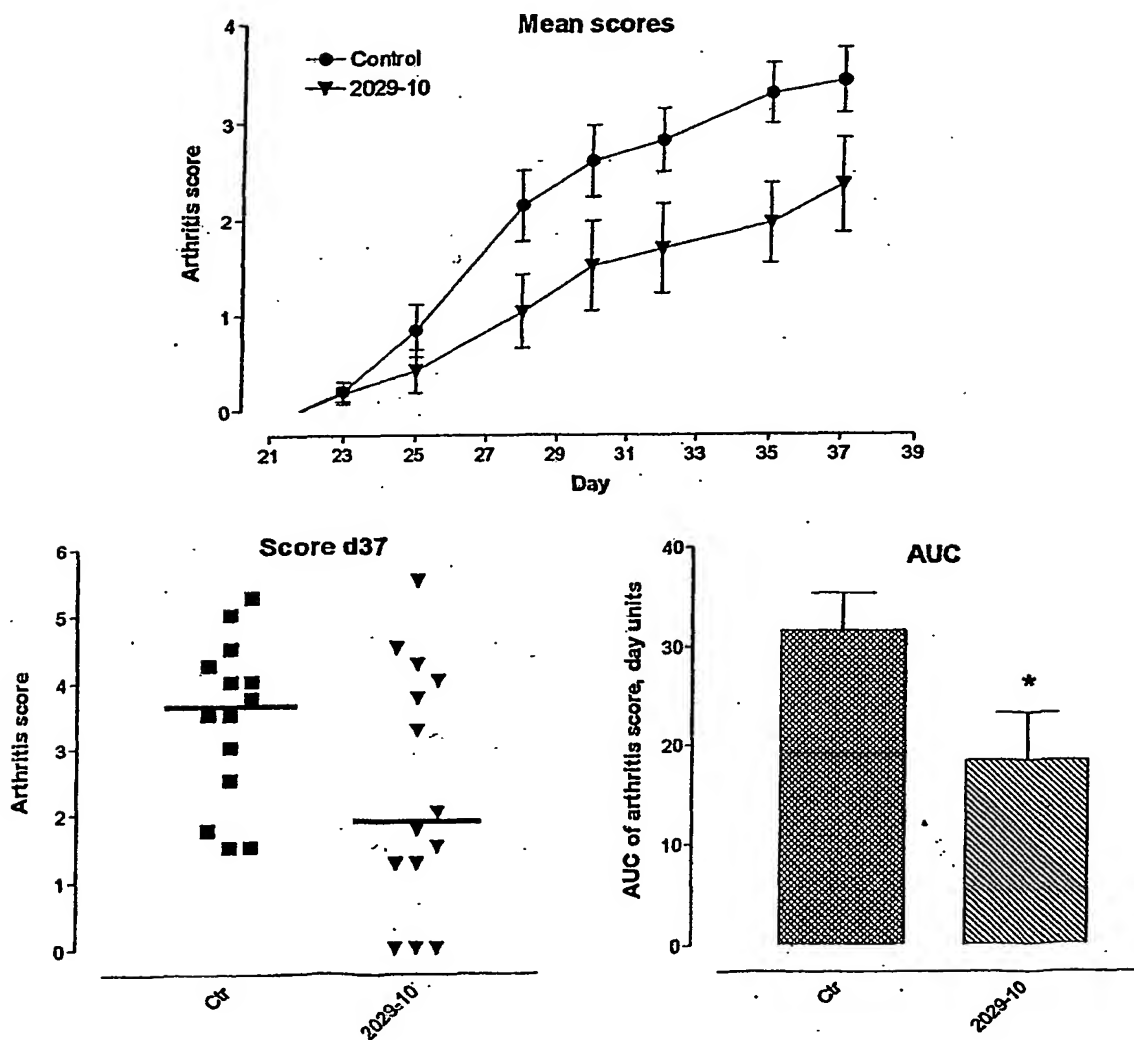 Mean scores
Control
2029-10
Arthritis score
4
3
2
1
0
21 23 25 27 29 31 33 35 37 39
Day
Score d37
Arthritis score
6
5
4
3
2
1
0
Ctr
2029-10
AUC
AUC of arthritis score, day units
40
30
20
10
0
*
Ctr
2029-10